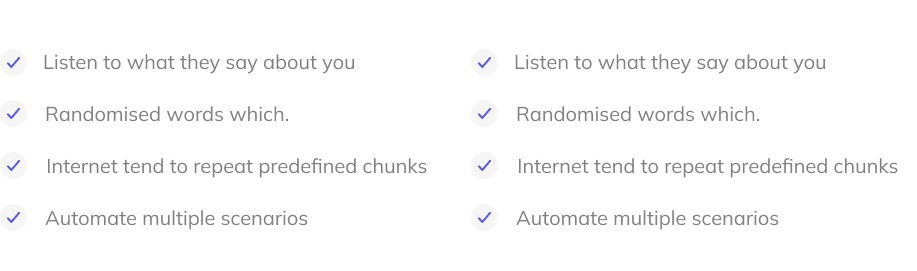 Listen to what they say about you
Randomised words which.
Internet tend to repeat predefined chunks
Automate multiple scenarios
Listen to what they say about you
Randomised words which.
Internet tend to repeat predefined chunks
Automate multiple scenarios